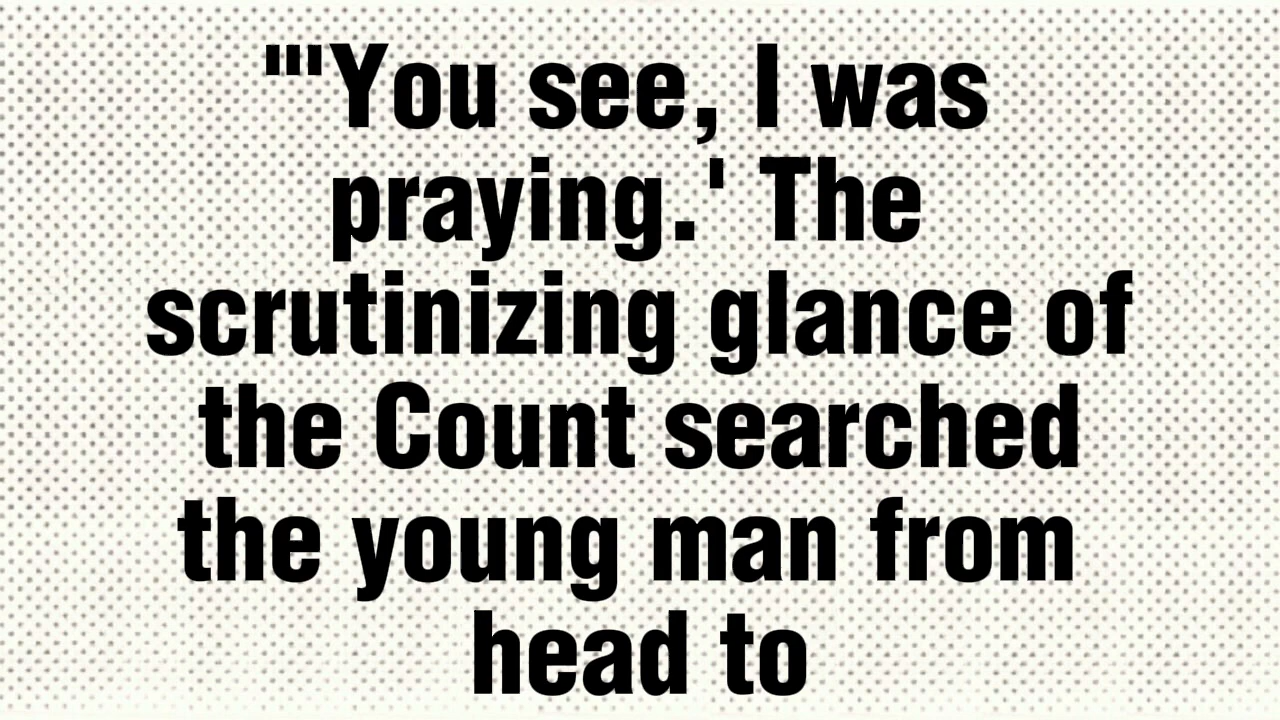 "'You see, I was
praying.' The
scrutinizing glance of
the Count searched
the young man from
head to